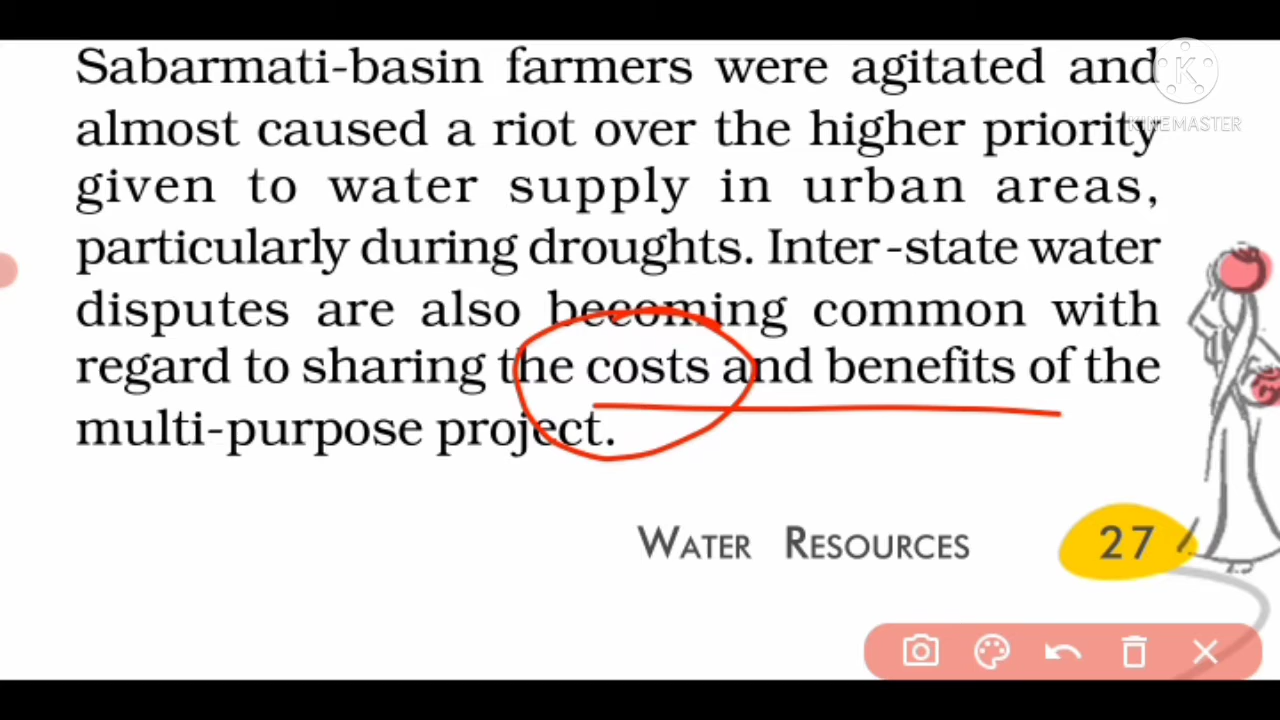 Sabarmati-basin farmers were agitated and
almost caused a riot over the higher priority
given to water supply in urban areas,
particularly during droughts. Inter-state water
disputes are also becoming common with
regard to sharing the costs and benefits of the
multi-purpose project.
WATER RESOURCES 27
K
KINEMASTER